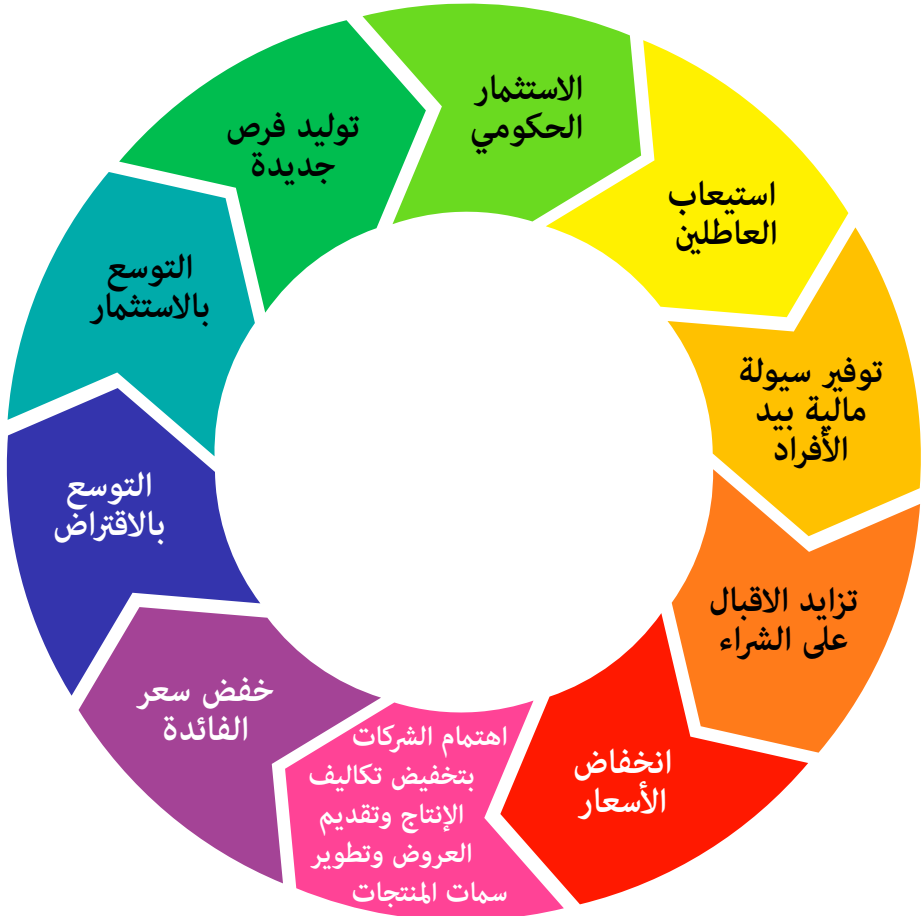 الاستثمار
الحكومي
استيعاب
العاطلين
توفير سيولة
مالية بيد
الأفراد
تزايد الاقبال
على الشراء
انخفاض
الأسعار
اهتمام الشركات
بتخفيض تكاليف
الإنتاج وتقديم
العروض وتطوير
سمات المنتجات
خفض سعر
الفائدة
التوسع
بالاقتراض
التوسع
بالاستثمار
توليد فرص
جديدة